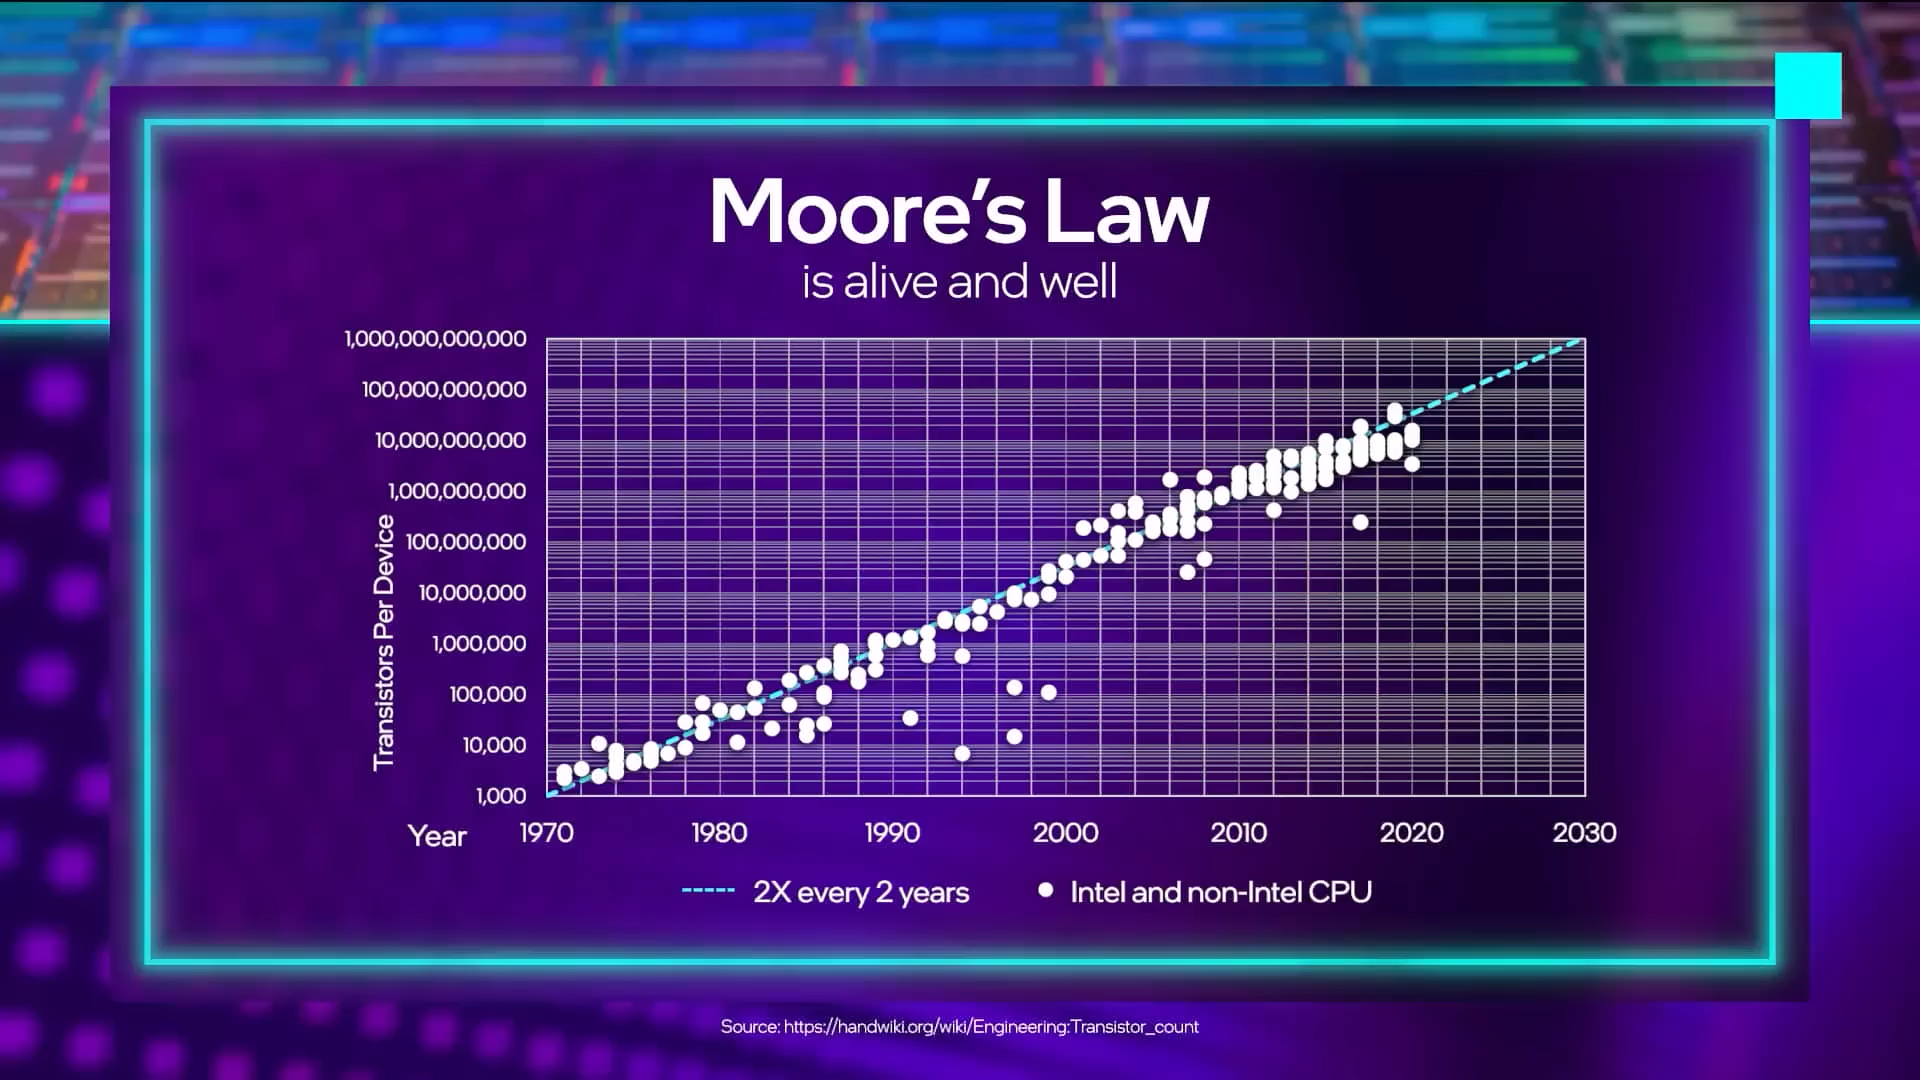 Moore's Law
is alive and well
1,000,000,000,000
100,000,000,000
10,000,000,000
1,000,000,000
100,000,000
10,000,000
1,000,000
100,000
10,000
1,000
Transistors Per Device
Year
1970 1980 1990 2000 2010 2020 2030
2X every 2 years
Intel and non-Intel CPU
Source: https://handwiki.org/wiki/Engineering:Transistor_count